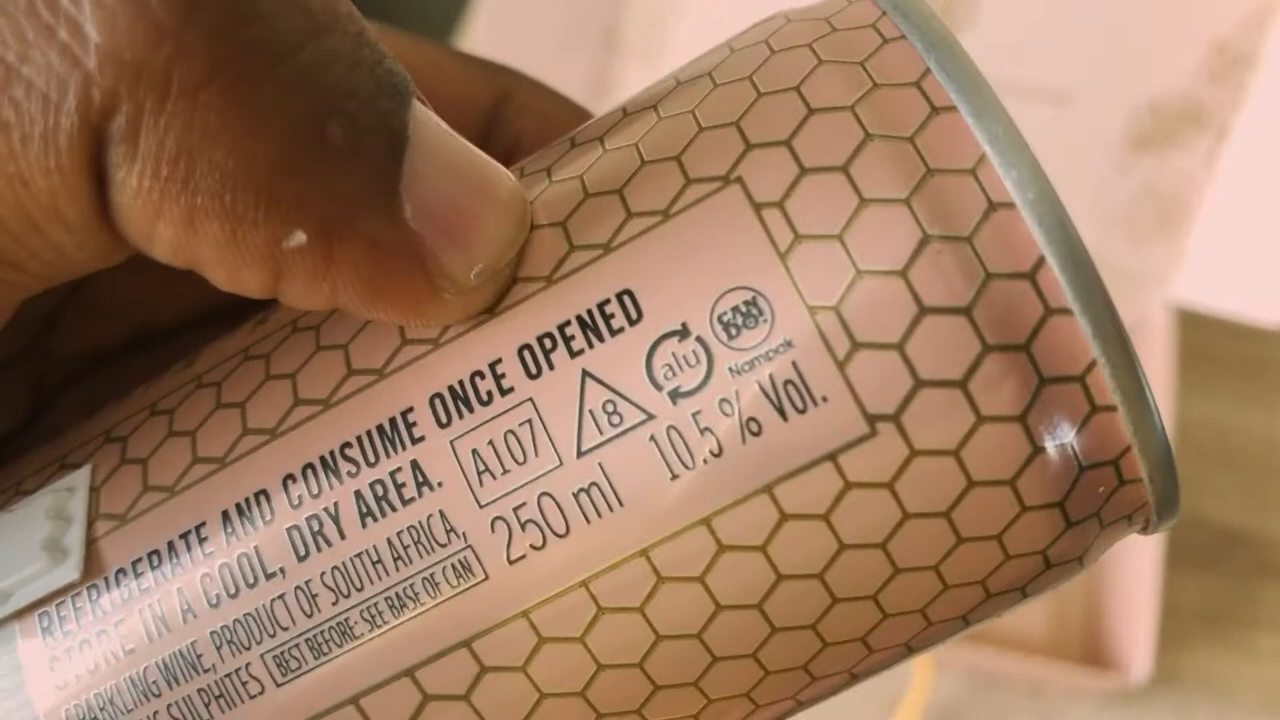 REFRIGERATE AND CONSUME ONCE OPENED
STORE IN A COOL, DRY AREA.
SPARKLING WINE, PRODUCT OF SOUTH AFRICA,
SULPHITES
BEST BEFORE: SEE BASE OF CAN
A107
18
alu
CAN DO!
Nampak
250 ml
10.5 % Vol.